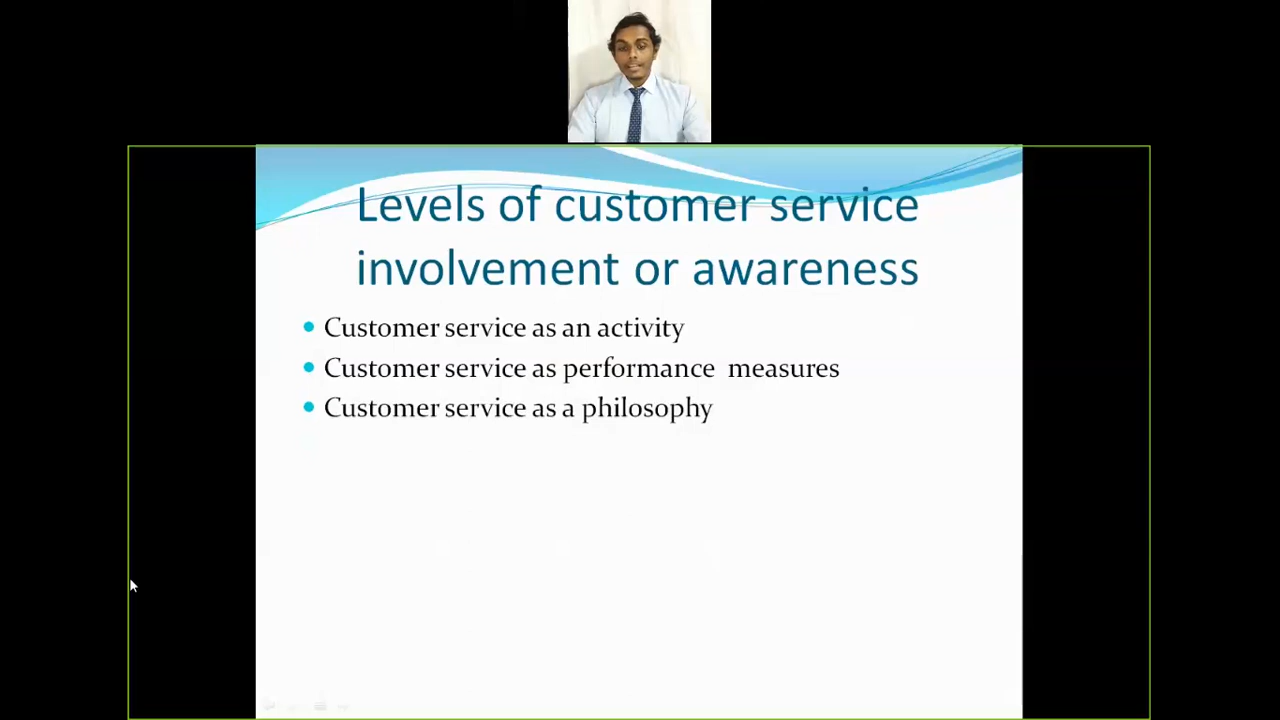 Levels of customer service
involvement or awareness
Customer service as an activity
Customer service as performance  measures
Customer service as a philosophy